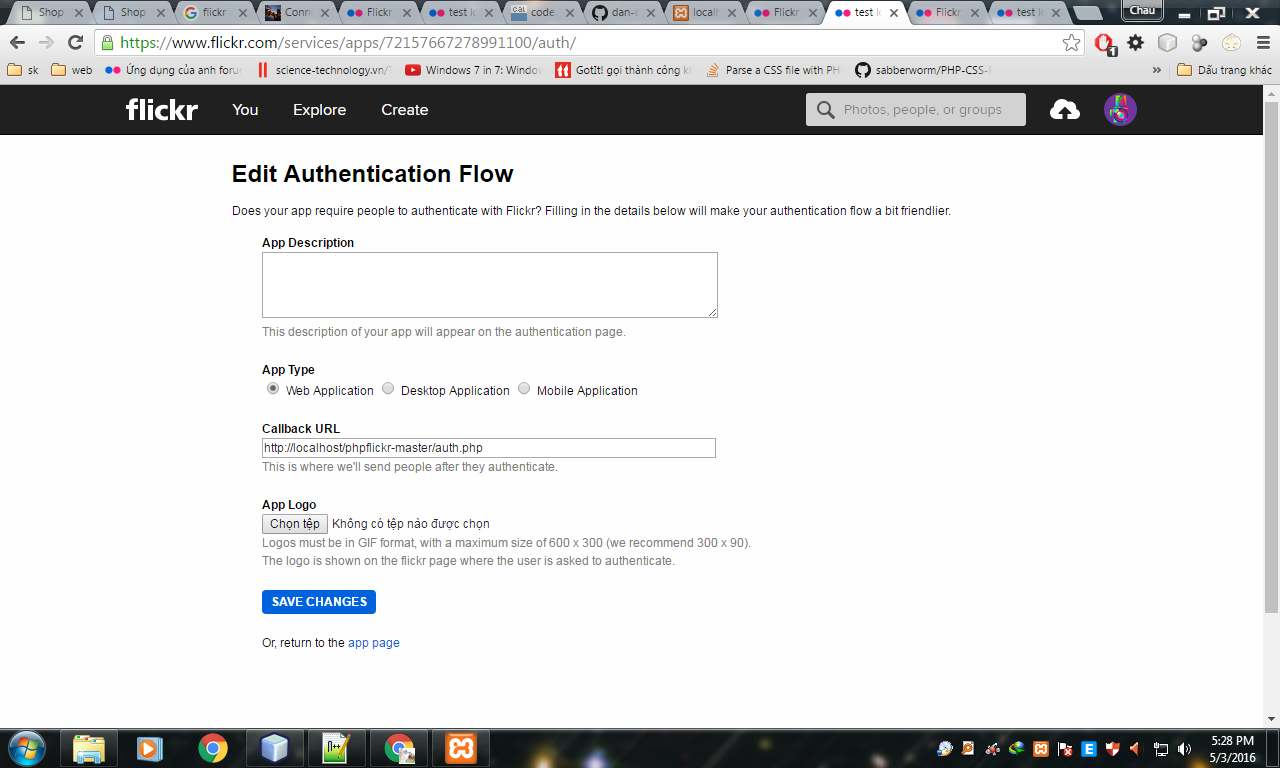 Shop
Shop
flickr
Conn
Flickr
test l
code.
dan-c
locall
Flickr
test l
Flickr
test l
Chau
https://www.flickr.com/services/apps/72157667278991100/auth/
1
sk
web
Ứng dụng của anh foru
science-technology.vn/
Windows 7 in 7: Windo
GotIt! gọi thành công k
Parse a CSS file with PH
sabberworm/PHP-CSS-
»
Dấu trang khác
flickr
You
Explore
Create
Photos, people, or groups
Edit Authentication Flow
Does your app require people to authenticate with Flickr? Filling in the details below will make your authentication flow a bit friendlier.
App Description
This description of your app will appear on the authentication page.
App Type
Web Application
Desktop Application
Mobile Application
Callback URL
http://localhost/phpflickr-master/auth.php
This is where we'll send people after they authenticate.
App Logo
Chọn tệp Không có tệp nào được chọn
Logos must be in GIF format, with a maximum size of 600 x 300 (we recommend 300 x 90).
The logo is shown on the flickr page where the user is asked to authenticate.
SAVE CHANGES
Or, return to the app page
5:28 PM
5/3/2016